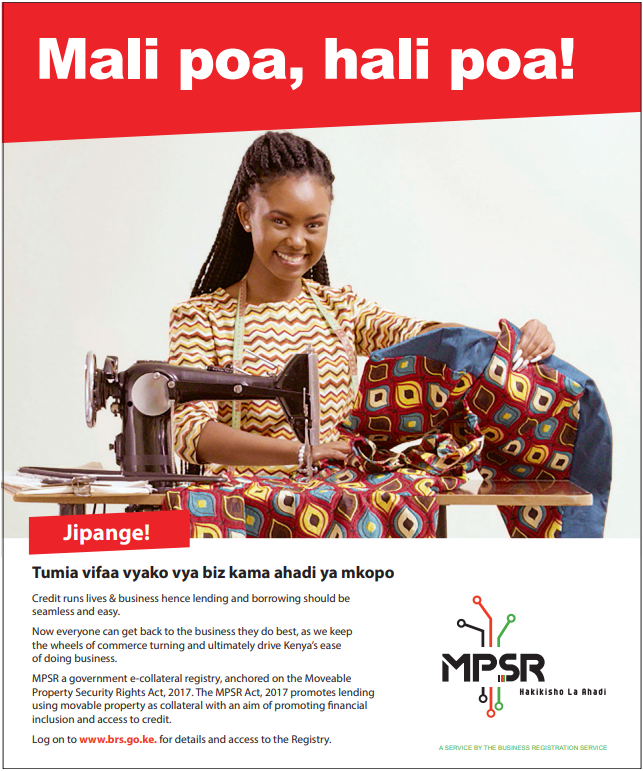 Mali poa, hali poa!
Jipange!
Tumia vifaa vyako vya biz kama ahadi ya mkopo
Credit runs lives & business hence lending and borrowing should be
seamless and easy.
Now everyone can get back to the business they do best, as we keep
the wheels of commerce turning and ultimately drive Kenya's ease
of doing business.
MPSR a government e-collateral registry, anchored on the Moveable
Property Security Rights Act, 2017. The MPSR Act, 2017 promotes lending
using movable property as collateral with an aim of promoting financial
inclusion and access to credit.
Log on to www.brs.go.ke. for details and access to the Registry.
MPSR
Hakikisho La Ahadi
A SERVICE BY THE BUSINESS REGISTRATION SERVICE